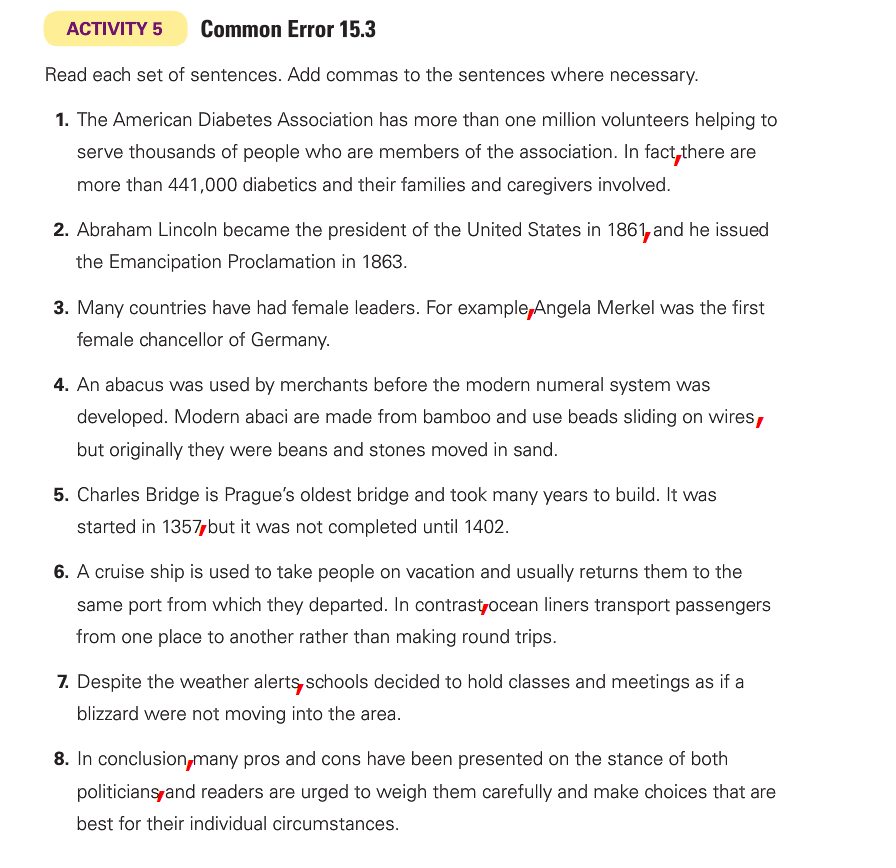 ACTIVITY 5 Common Error 15.3
Read each set of sentences. Add commas to the sentences where necessary.
1. The American Diabetes Association has more than one million volunteers helping to
serve thousands of people who are members of the association. In fact, there are
more than 441,000 diabetics and their families and caregivers involved.
2. Abraham Lincoln became the president of the United States in 1861, and he issued
the Emancipation Proclamation in 1863.
3. Many countries have had female leaders. For example, Angela Merkel was the first
female chancellor of Germany.
4. An abacus was used by merchants before the modern numeral system was
developed. Modern abaci are made from bamboo and use beads sliding on wires,
but originally they were beans and stones moved in sand.
5. Charles Bridge is Prague’s oldest bridge and took many years to build. It was
started in 1357, but it was not completed until 1402.
6. A cruise ship is used to take people on vacation and usually returns them to the
same port from which they departed. In contrast, ocean liners transport passengers
from one place to another rather than making round trips.
7. Despite the weather alerts, schools decided to hold classes and meetings as if a
blizzard were not moving into the area.
8. In conclusion, many pros and cons have been presented on the stance of both
politicians, and readers are urged to weigh them carefully and make choices that are
best for their individual circumstances.